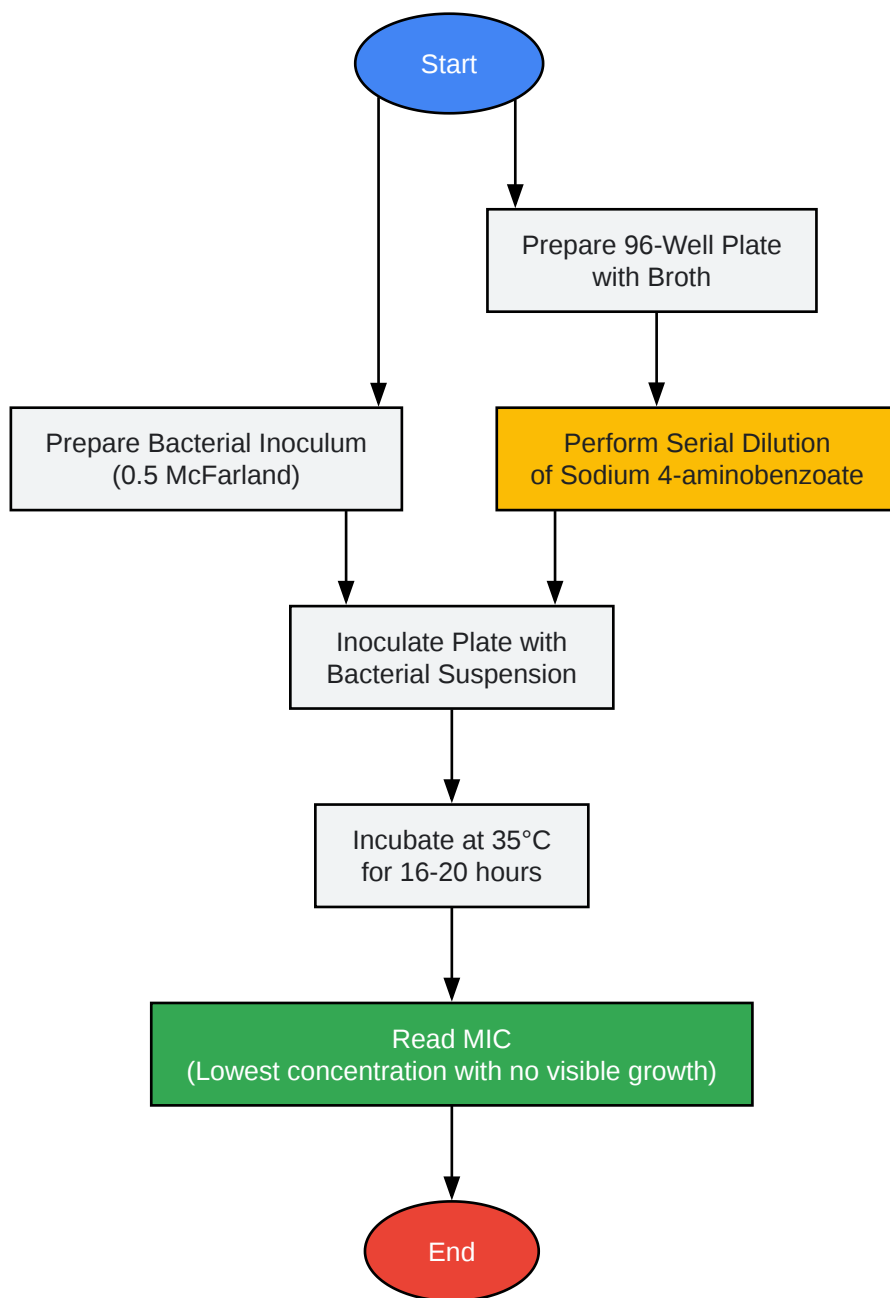 Start
Prepare 96-Well Plate
with Broth
Prepare Bacterial Inoculum
(0.5 McFarland)
Perform Serial Dilution
of Sodium 4-aminobenzoate
Inoculate Plate with
Bacterial Suspension
Incubate at 35°C
for 16-20 hours
Read MIC
(Lowest concentration with no visible growth)
End